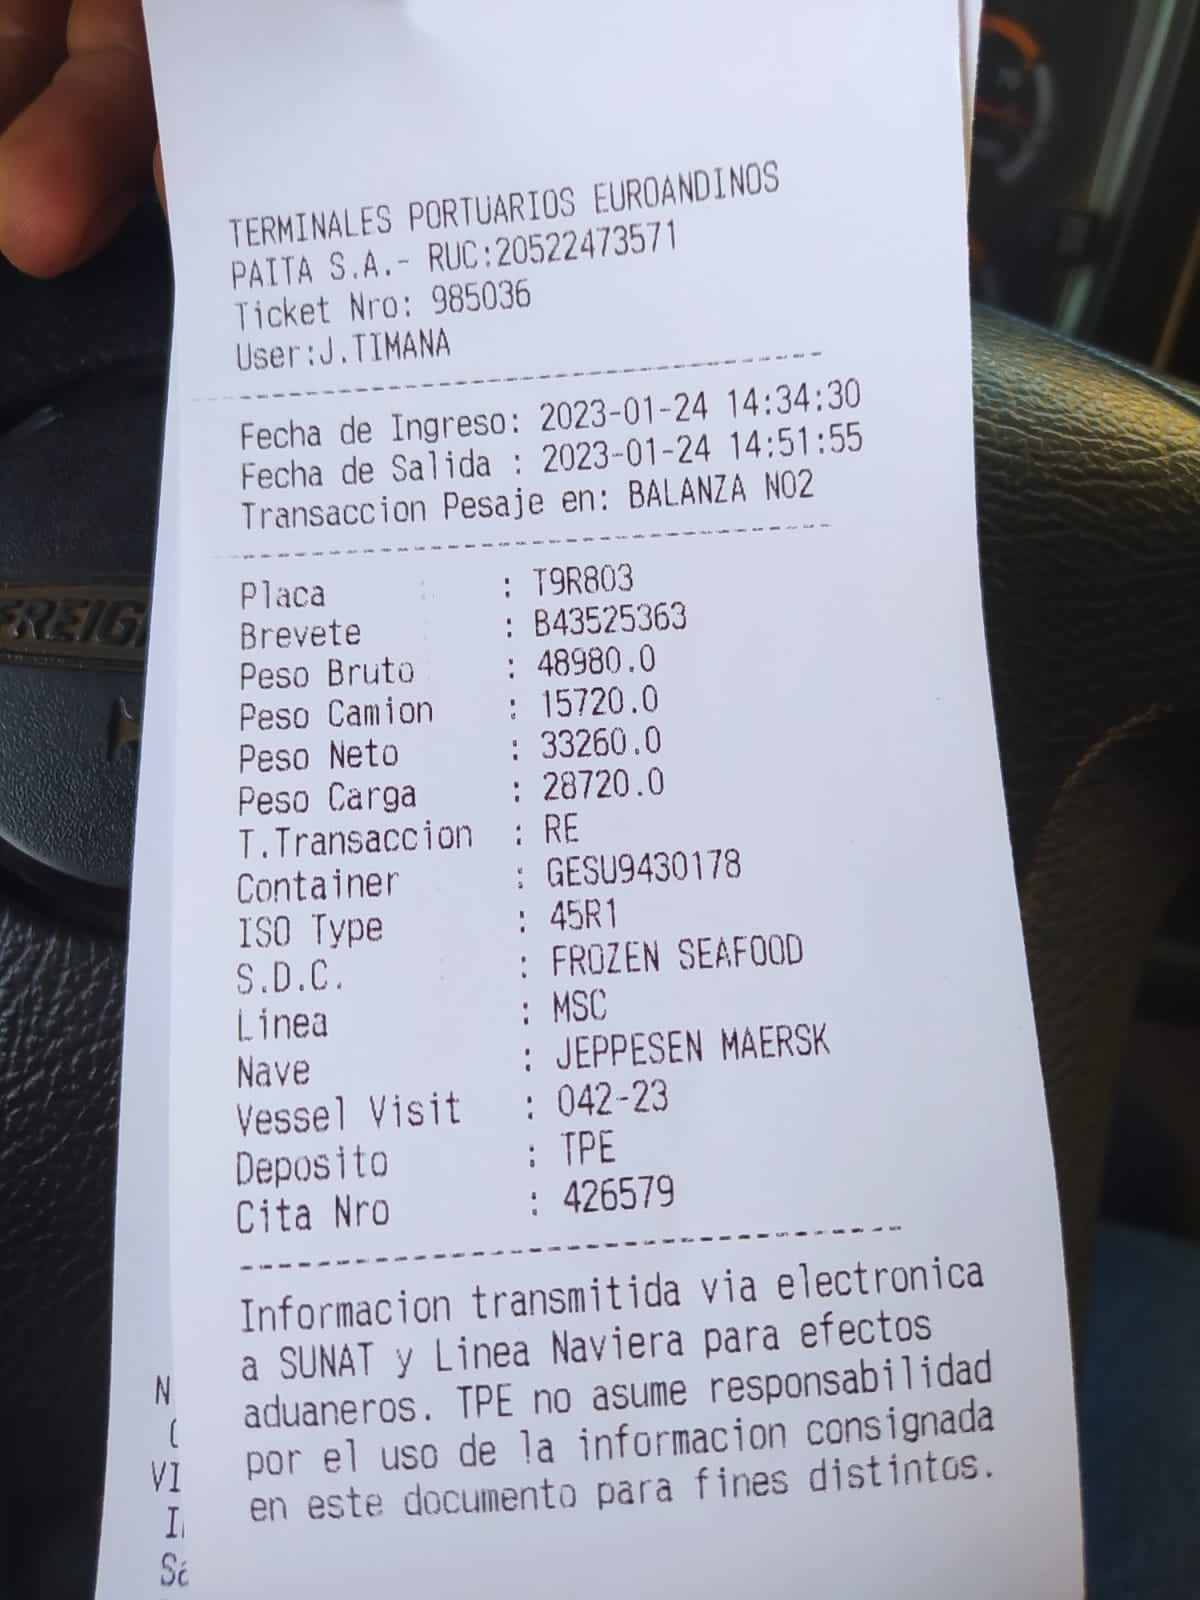 TERMINALES PORTUARIOS EUROANDINOS
PAITA S.A.- RUC:20522473571
Ticket Nro: 985036
User:J.TIMANA
Fecha de Ingreso: 2023-01-24 14:34:30
Fecha de Salida : 2023-01-24 14:51:55
Transaccion Pesaje en: BALANZA NO2
Placa : T9R803
Brevete : B43525363
Peso Bruto : 48980.0
Peso Camion : 15720.0
Peso Neto : 33260.0
Peso Carga : 28720.0
T.Transaccion : RE
Container : GESU9430178
ISO Type : 45R1
S.D.C. : FROZEN SEAFOOD
Linea : MSC
Nave : JEPPESEN MAERSK
Vessel Visit : 042-23
Deposito : TPE
Cita Nro : 426579
Informacion transmitida via electronica
a SUNAT y Linea Naviera para efectos
aduaneros. TPE no asume responsabilidad
por el uso de la informacion consignada
en este documento para fines distintos.